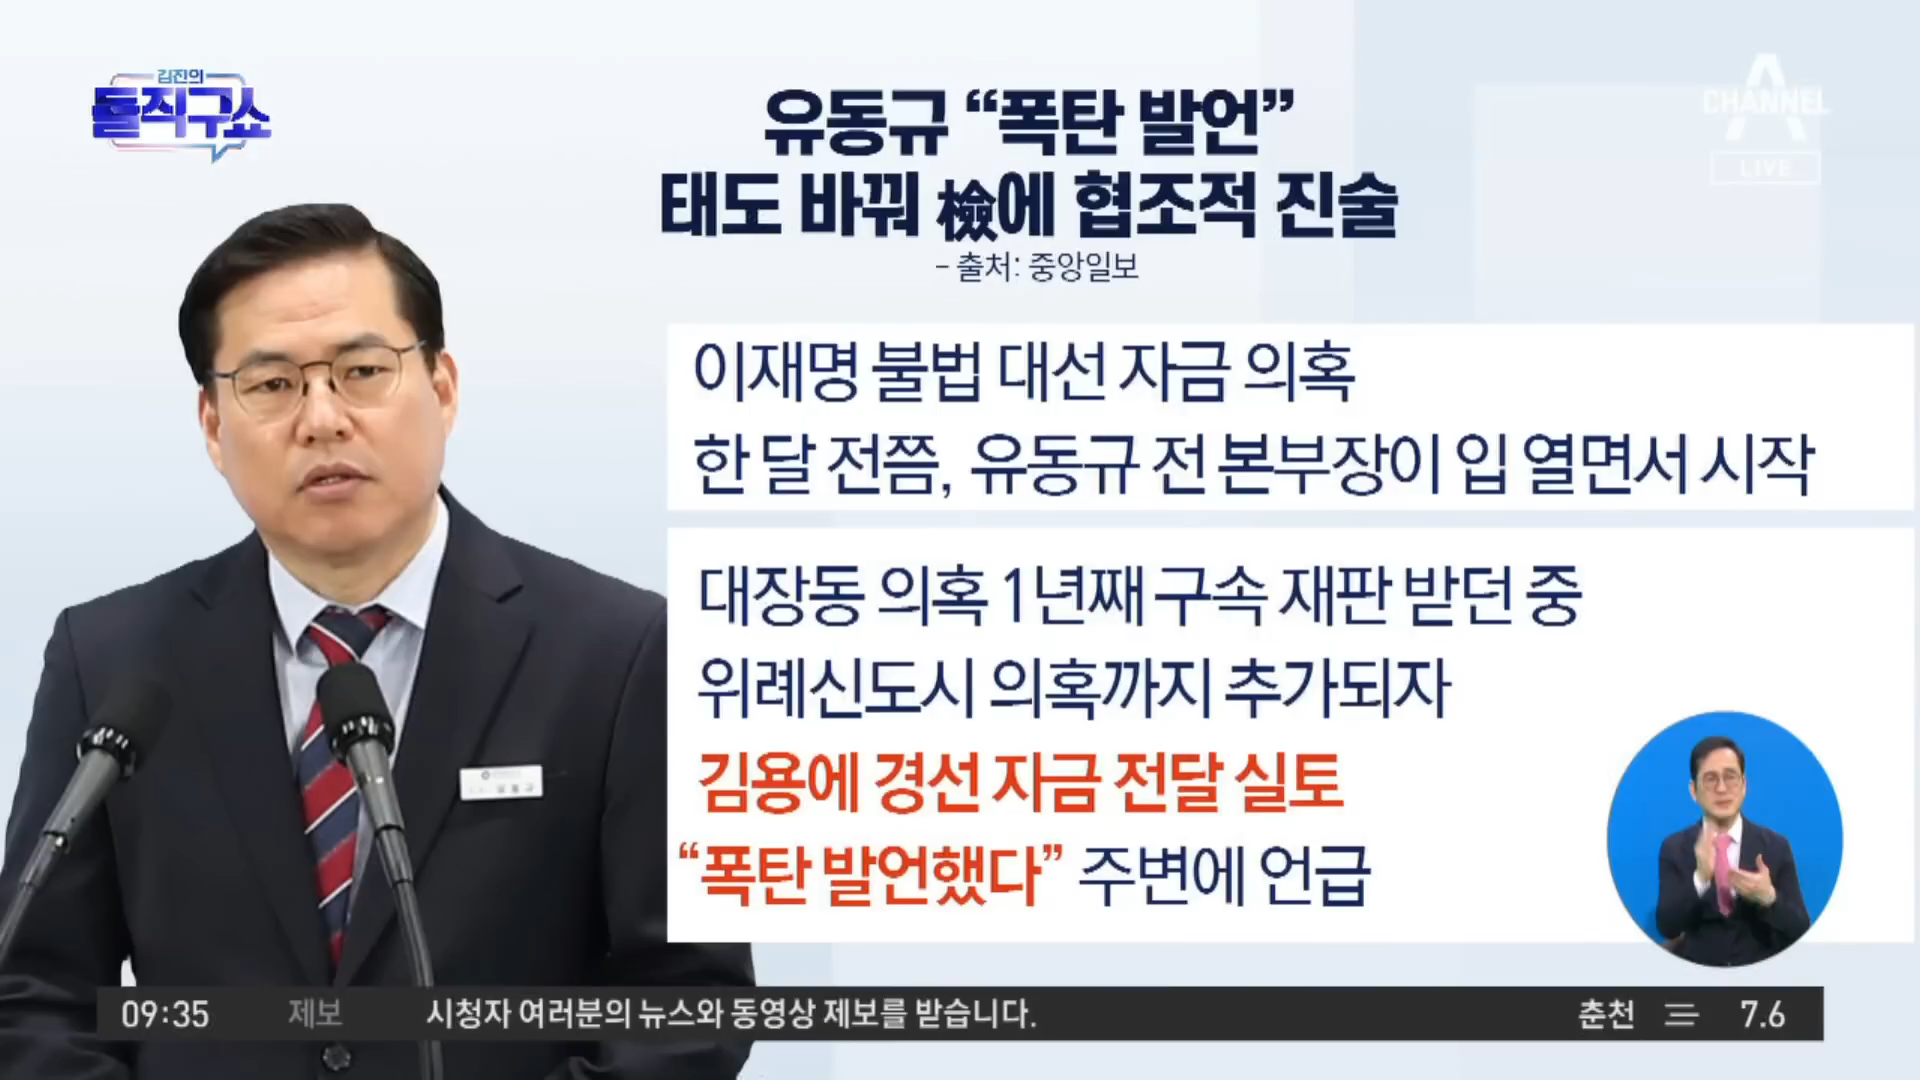 김진의
돌직구쇼
CHANNEL A
LIVE
유동규 “폭탄 발언”
태도 바꿔 檢에 협조적 진술
- 출처: 중앙일보
이재명 불법 대선 자금 의혹
한 달 전쯤, 유동규 전 본부장이 입 열면서 시작
대장동 의혹 1년째 구속 재판 받던 중
위례신도시 의혹까지 추가되자
김용에 경선 자금 전달 실토
“폭탄 발언했다” 주변에 언급
09:35 제보 시청자 여러분의 뉴스와 동영상 제보를 받습니다. 춘천 7.6